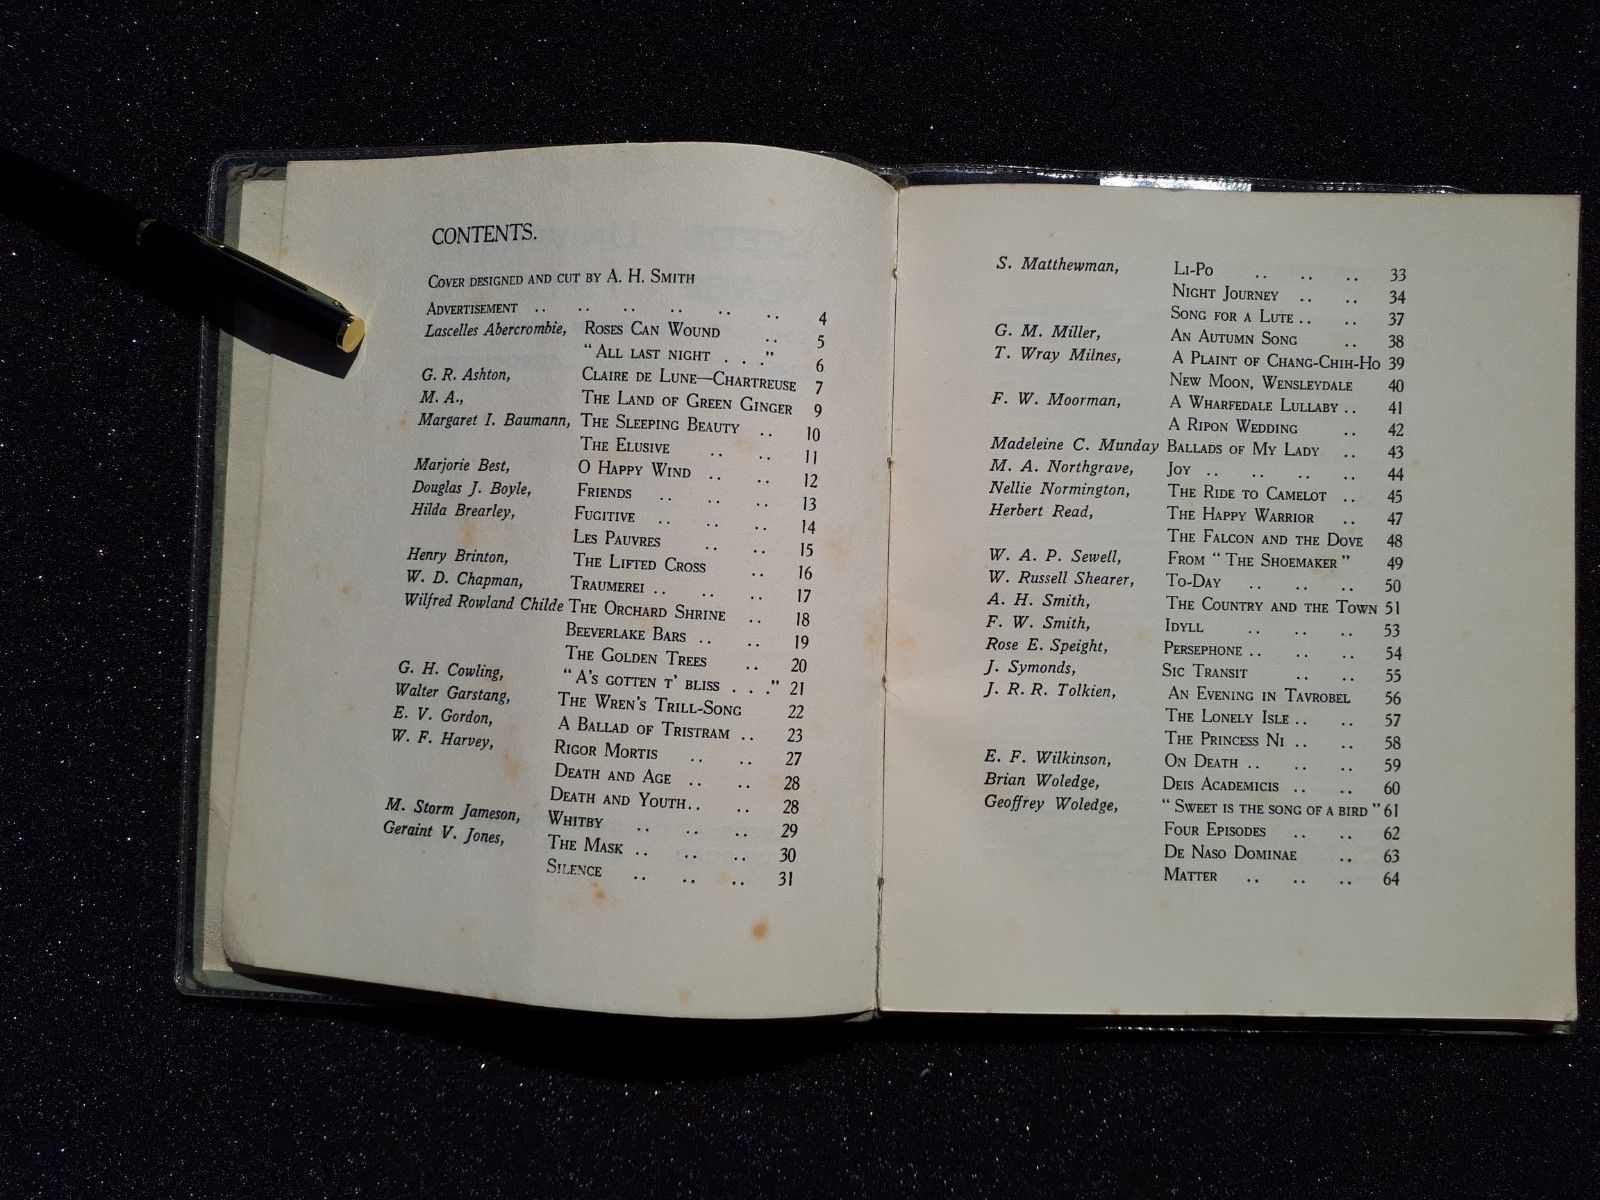 CONTENTS.
COVER DESIGNED AND CUT BY A. H. SMITH
ADVERTISEMENT .. .. .. .. .. .. 4
Lascelles Abercrombie, ROSES CAN WOUND .. 5
“ALL LAST NIGHT . . .” 6
G. R. Ashton, CLAIRE DE LUNE—CHARTREUSE 7
M. A., THE LAND OF GREEN GINGER 9
Margaret I. Baumann, THE SLEEPING BEAUTY .. 10
THE ELUSIVE .. .. 11
Marjorie Best, O HAPPY WIND .. .. 12
Douglas J. Boyle, FRIENDS .. .. .. 13
Hilda Brearley, FUGITIVE .. .. .. 14
LES PAUVRES .. .. 15
Henry Brinton, THE LIFTED CROSS .. 16
W. D. Chapman, TRAUMEREI .. .. .. 17
Wilfred Rowland Childe THE ORCHARD SHRINE .. 18
BEEVERLAKE BARS .. .. 19
THE GOLDEN TREES .. 20
G. H. Cowling, “A'S GOTTEN T' BLISS . . .” 21
Walter Garstang, THE WREN'S TRILL-SONG 22
E. V. Gordon, A BALLAD OF TRISTRAM .. 23
W. F. Harvey, RIGOR MORTIS .. .. 27
DEATH AND AGE .. .. 28
DEATH AND YOUTH .. .. 28
M. Storm Jameson, WHITBY .. .. .. 29
Geraint V. Jones, THE MASK .. .. .. 30
SILENCE .. .. .. 31
S. Matthewman, LI-PO .. .. .. 33
NIGHT JOURNEY .. .. 34
SONG FOR A LUTE .. .. 37
G. M. Miller, AN AUTUMN SONG .. 38
T. Wray Milnes, A PLAINT OF CHANG-CHIH-HO 39
NEW MOON, WENSLEYDALE 40
F. W. Moorman, A WHARFEDALE LULLABY .. 41
A RIPON WEDDING .. 42
Madeleine C. Munday BALLADS OF MY LADY .. 43
M. A. Northgrave, JOY .. .. .. 44
Nellie Normington, THE RIDE TO CAMELOT .. 45
Herbert Read, THE HAPPY WARRIOR .. 47
THE FALCON AND THE DOVE 48
W. A. P. Sewell, FROM “THE SHOEMAKER” 49
W. Russell Shearer, TO-DAY .. .. .. 50
A. H. Smith, THE COUNTRY AND THE TOWN 51
F. W. Smith, IDYLL .. .. .. 53
Rose E. Speight, PERSEPHONE .. .. .. 54
J. Symonds, SIC TRANSIT .. .. 55
J. R. R. Tolkien, AN EVENING IN TAVROBEL 56
THE LONELY ISLE .. .. 57
THE PRINCESS NI .. .. 58
E. F. Wilkinson, ON DEATH .. .. .. 59
Brian Woledge, DEIS ACADEMICIS .. .. 60
Geoffrey Woledge, “SWEET IS THE SONG OF A BIRD” 61
FOUR EPISODES .. .. 62
DE NASO DOMINAE .. 63
MATTER .. .. .. 64